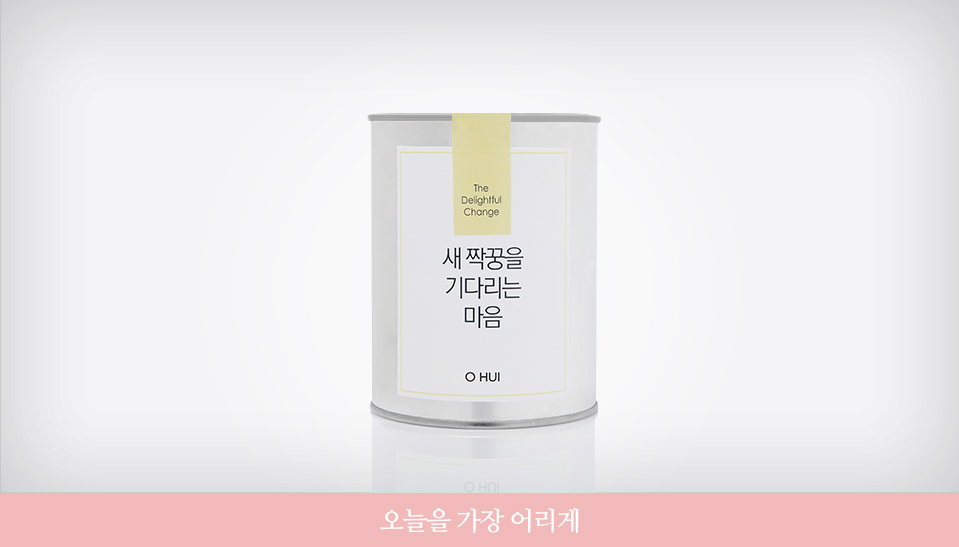 The
Delightful
Change
새 짝꿍을
기다리는
마음
O HUI
O HUI
오늘을 가장 어리게